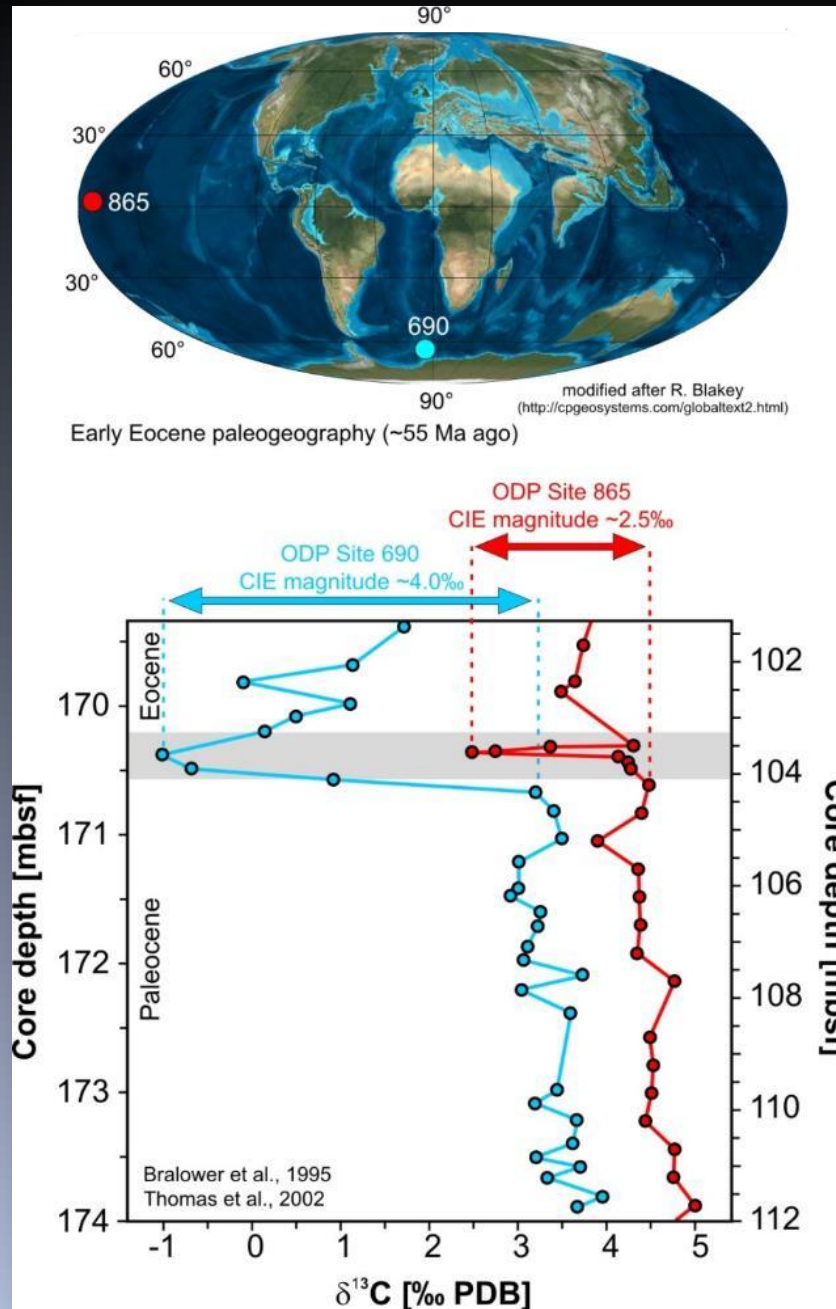 90°
60°
30°
865
30°
690
60°
90°
modified after R. Blakey
(http://cpgeosystems.com/globaltext2.html)
Early Eocene paleogeography (~55 Ma ago)
ODP Site 865
CIE magnitude ~2.5‰
ODP Site 690
CIE magnitude ~4.0‰
Eocene
Paleocene
Core depth [mbsf]
170
171
172
173
174
102
104
106
108
110
112
Core depth [mbsf]
Bralower et al., 1995
Thomas et al., 2002
-1 0 1 2 3 4 5
δ¹³C [‰ PDB]